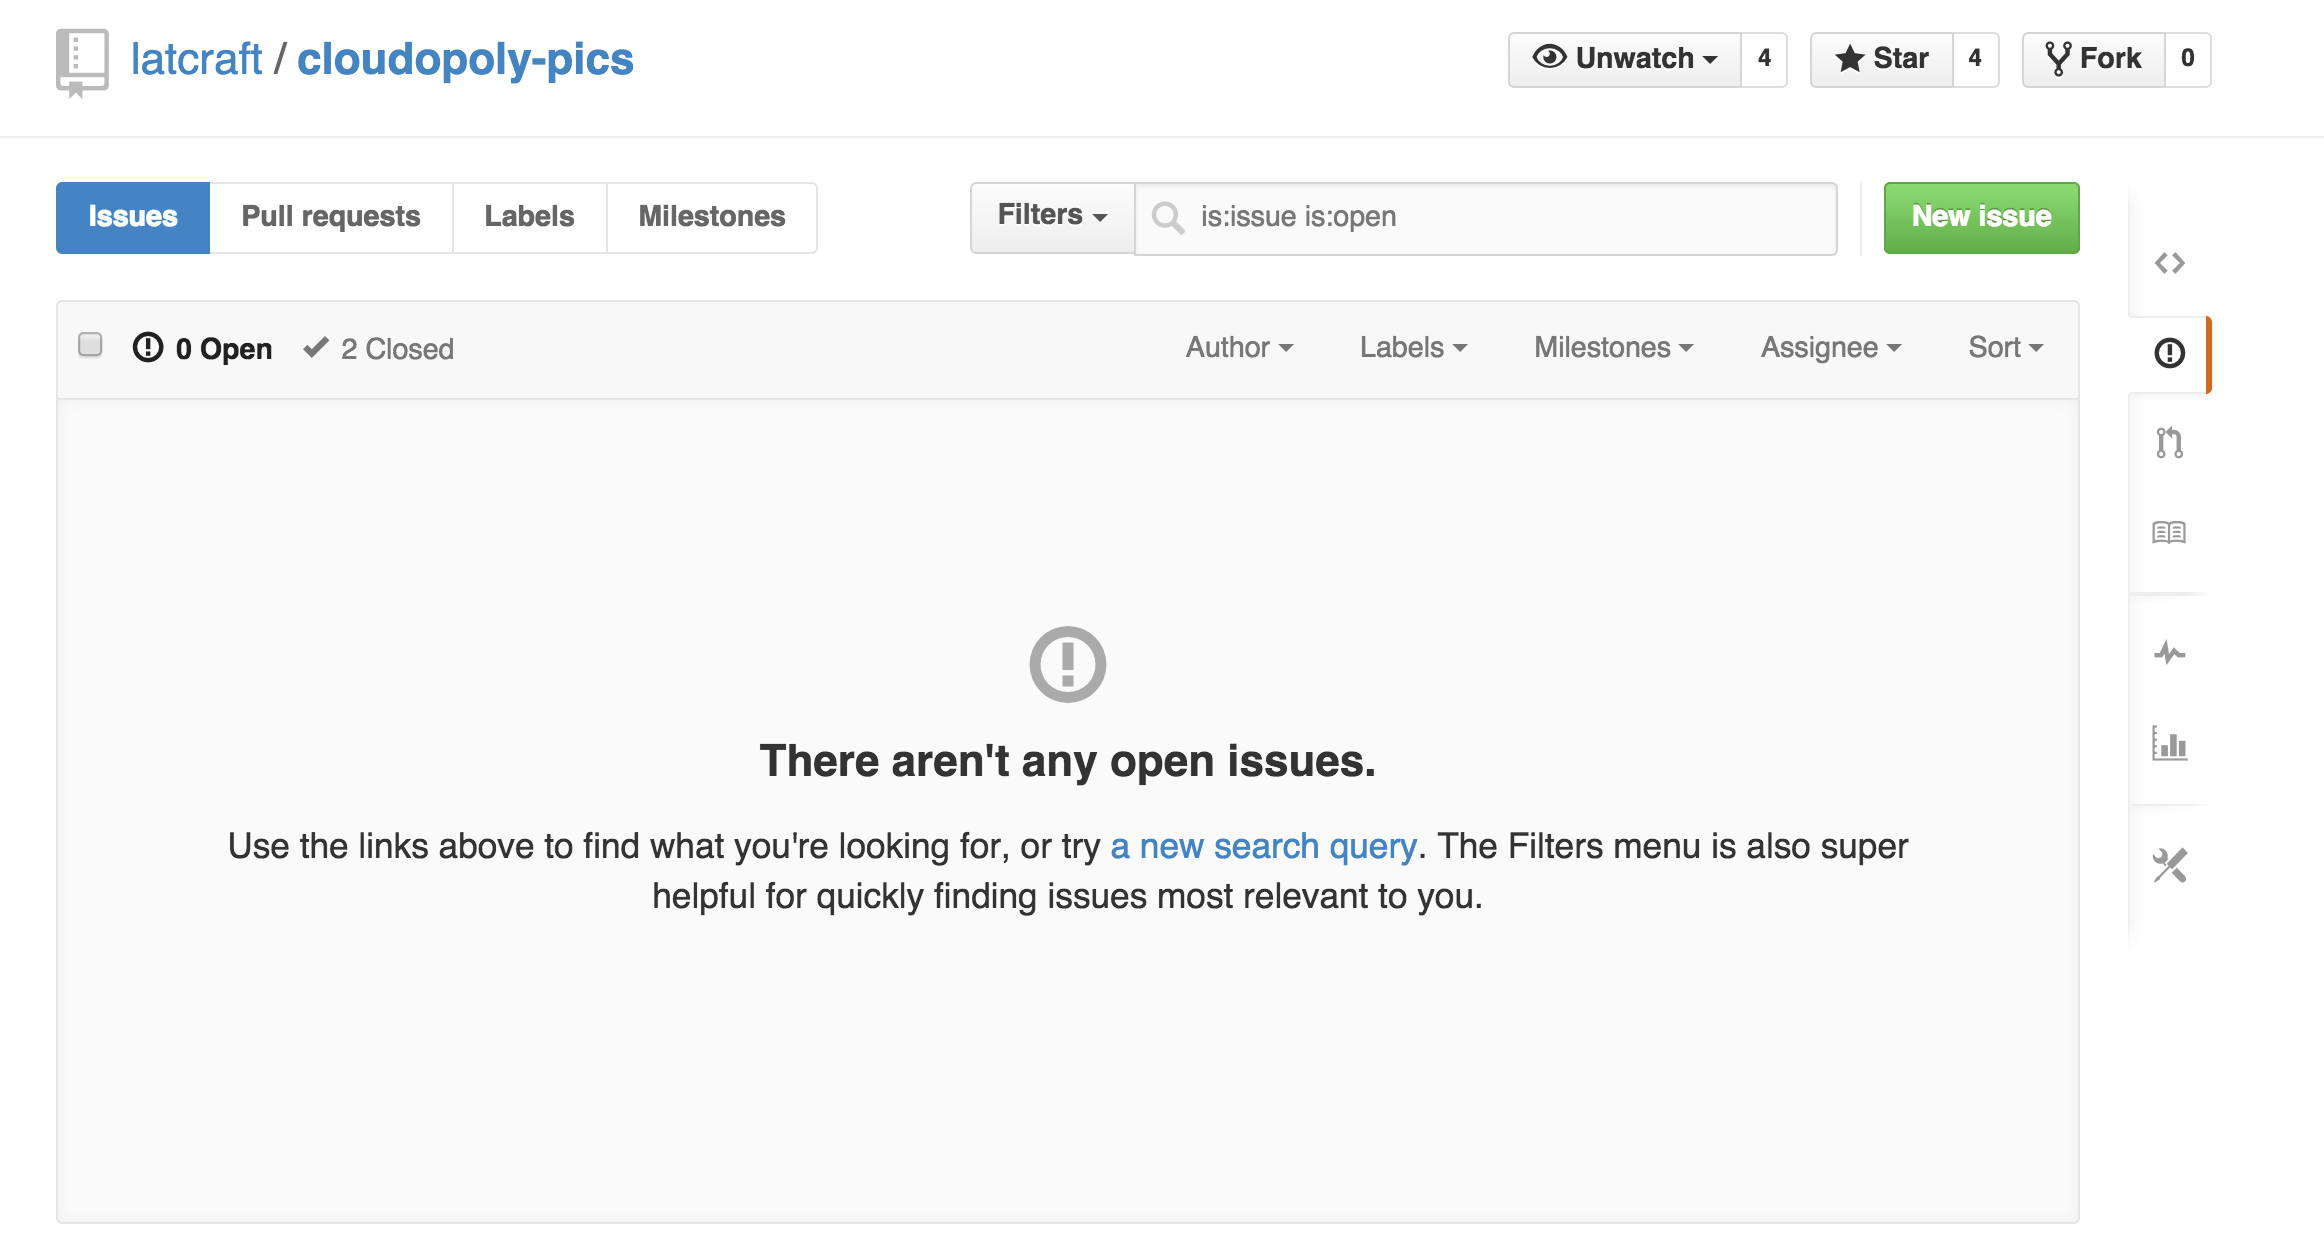 latcraft / cloudopoly-pics
Unwatch 4 Star 4 Fork 0
Issues Pull requests Labels Milestones Filters is:issue is:open New issue
0 Open 2 Closed Author Labels Milestones Assignee Sort
There aren't any open issues.
Use the links above to find what you're looking for, or try a new search query. The Filters menu is also super
helpful for quickly finding issues most relevant to you.